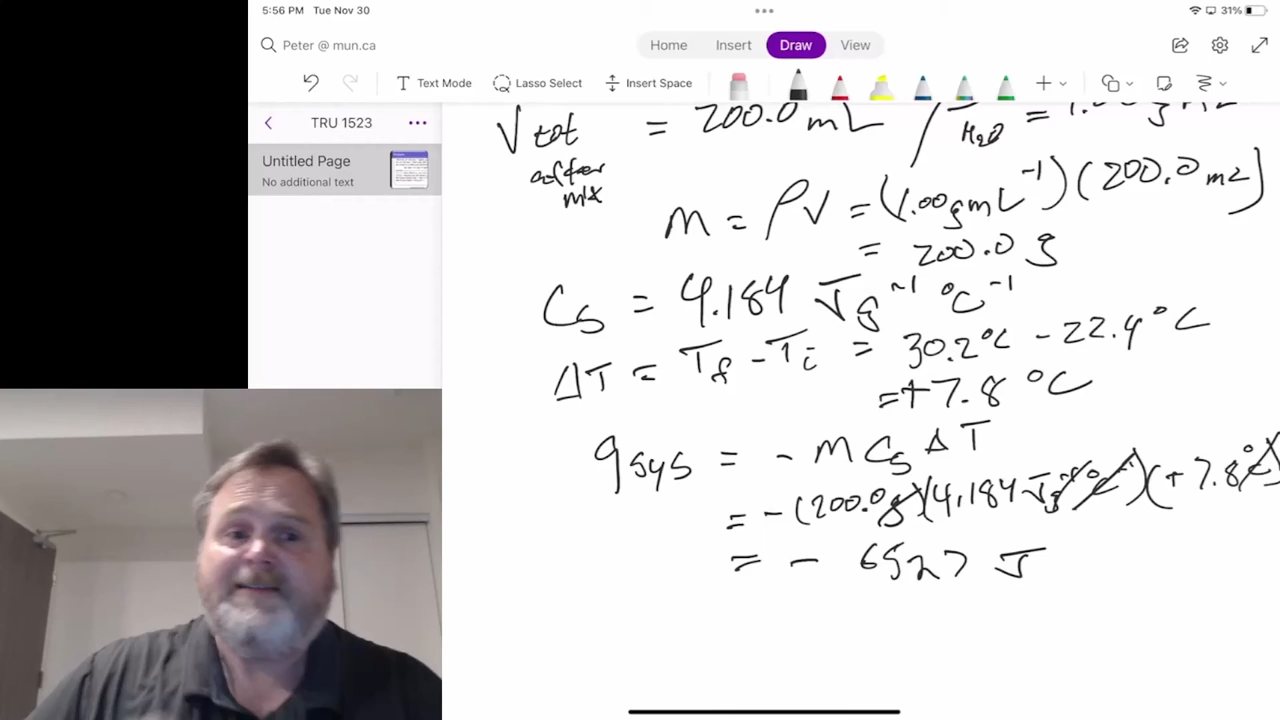 5:56 PM Tue Nov 30
31%
Peter @ mun.ca
Home Insert Draw View
Text Mode Lasso Select Insert Space
TRU 1523
Untitled Page
No additional text
V tot = 200.0 mL
after
mix
H2O
m = ρV = (1.00 g mL⁻¹)(200.0 mL)
= 200.0 g
Cs = 4.184 J g⁻¹ °C⁻¹
ΔT = Tf - Ti = 30.2°C - 22.4°C
= +7.8 °C
qsys = - m Cs ΔT
= -(200.0 g)(4.184 J g⁻¹ °C⁻¹)(+7.8°C)
= - 6527 J